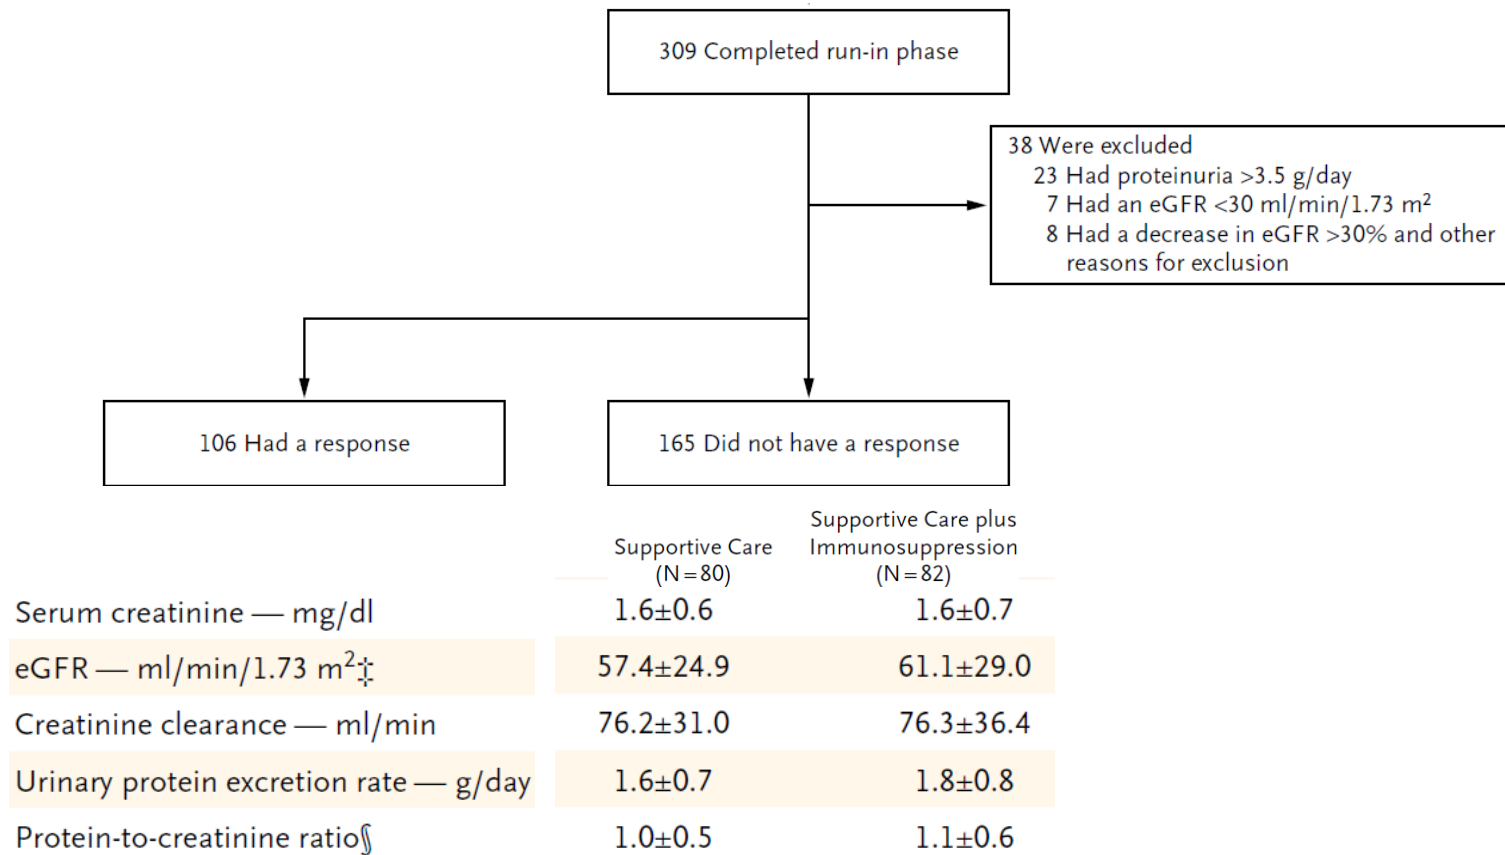 309 Completed run-in phase
38 Were excluded
23 Had proteinuria >3.5 g/day
7 Had an eGFR <30 ml/min/1.73 m²
8 Had a decrease in eGFR >30% and other
reasons for exclusion
106 Had a response
165 Did not have a response
Supportive Care
(N=80)
Supportive Care plus
Immunosuppression
(N=82)
Serum creatinine — mg/dl 1.6±0.6 1.6±0.7
eGFR — ml/min/1.73 m²‡ 57.4±24.9 61.1±29.0
Creatinine clearance — ml/min 76.2±31.0 76.3±36.4
Urinary protein excretion rate — g/day 1.6±0.7 1.8±0.8
Protein-to-creatinine ratio§ 1.0±0.5 1.1±0.6